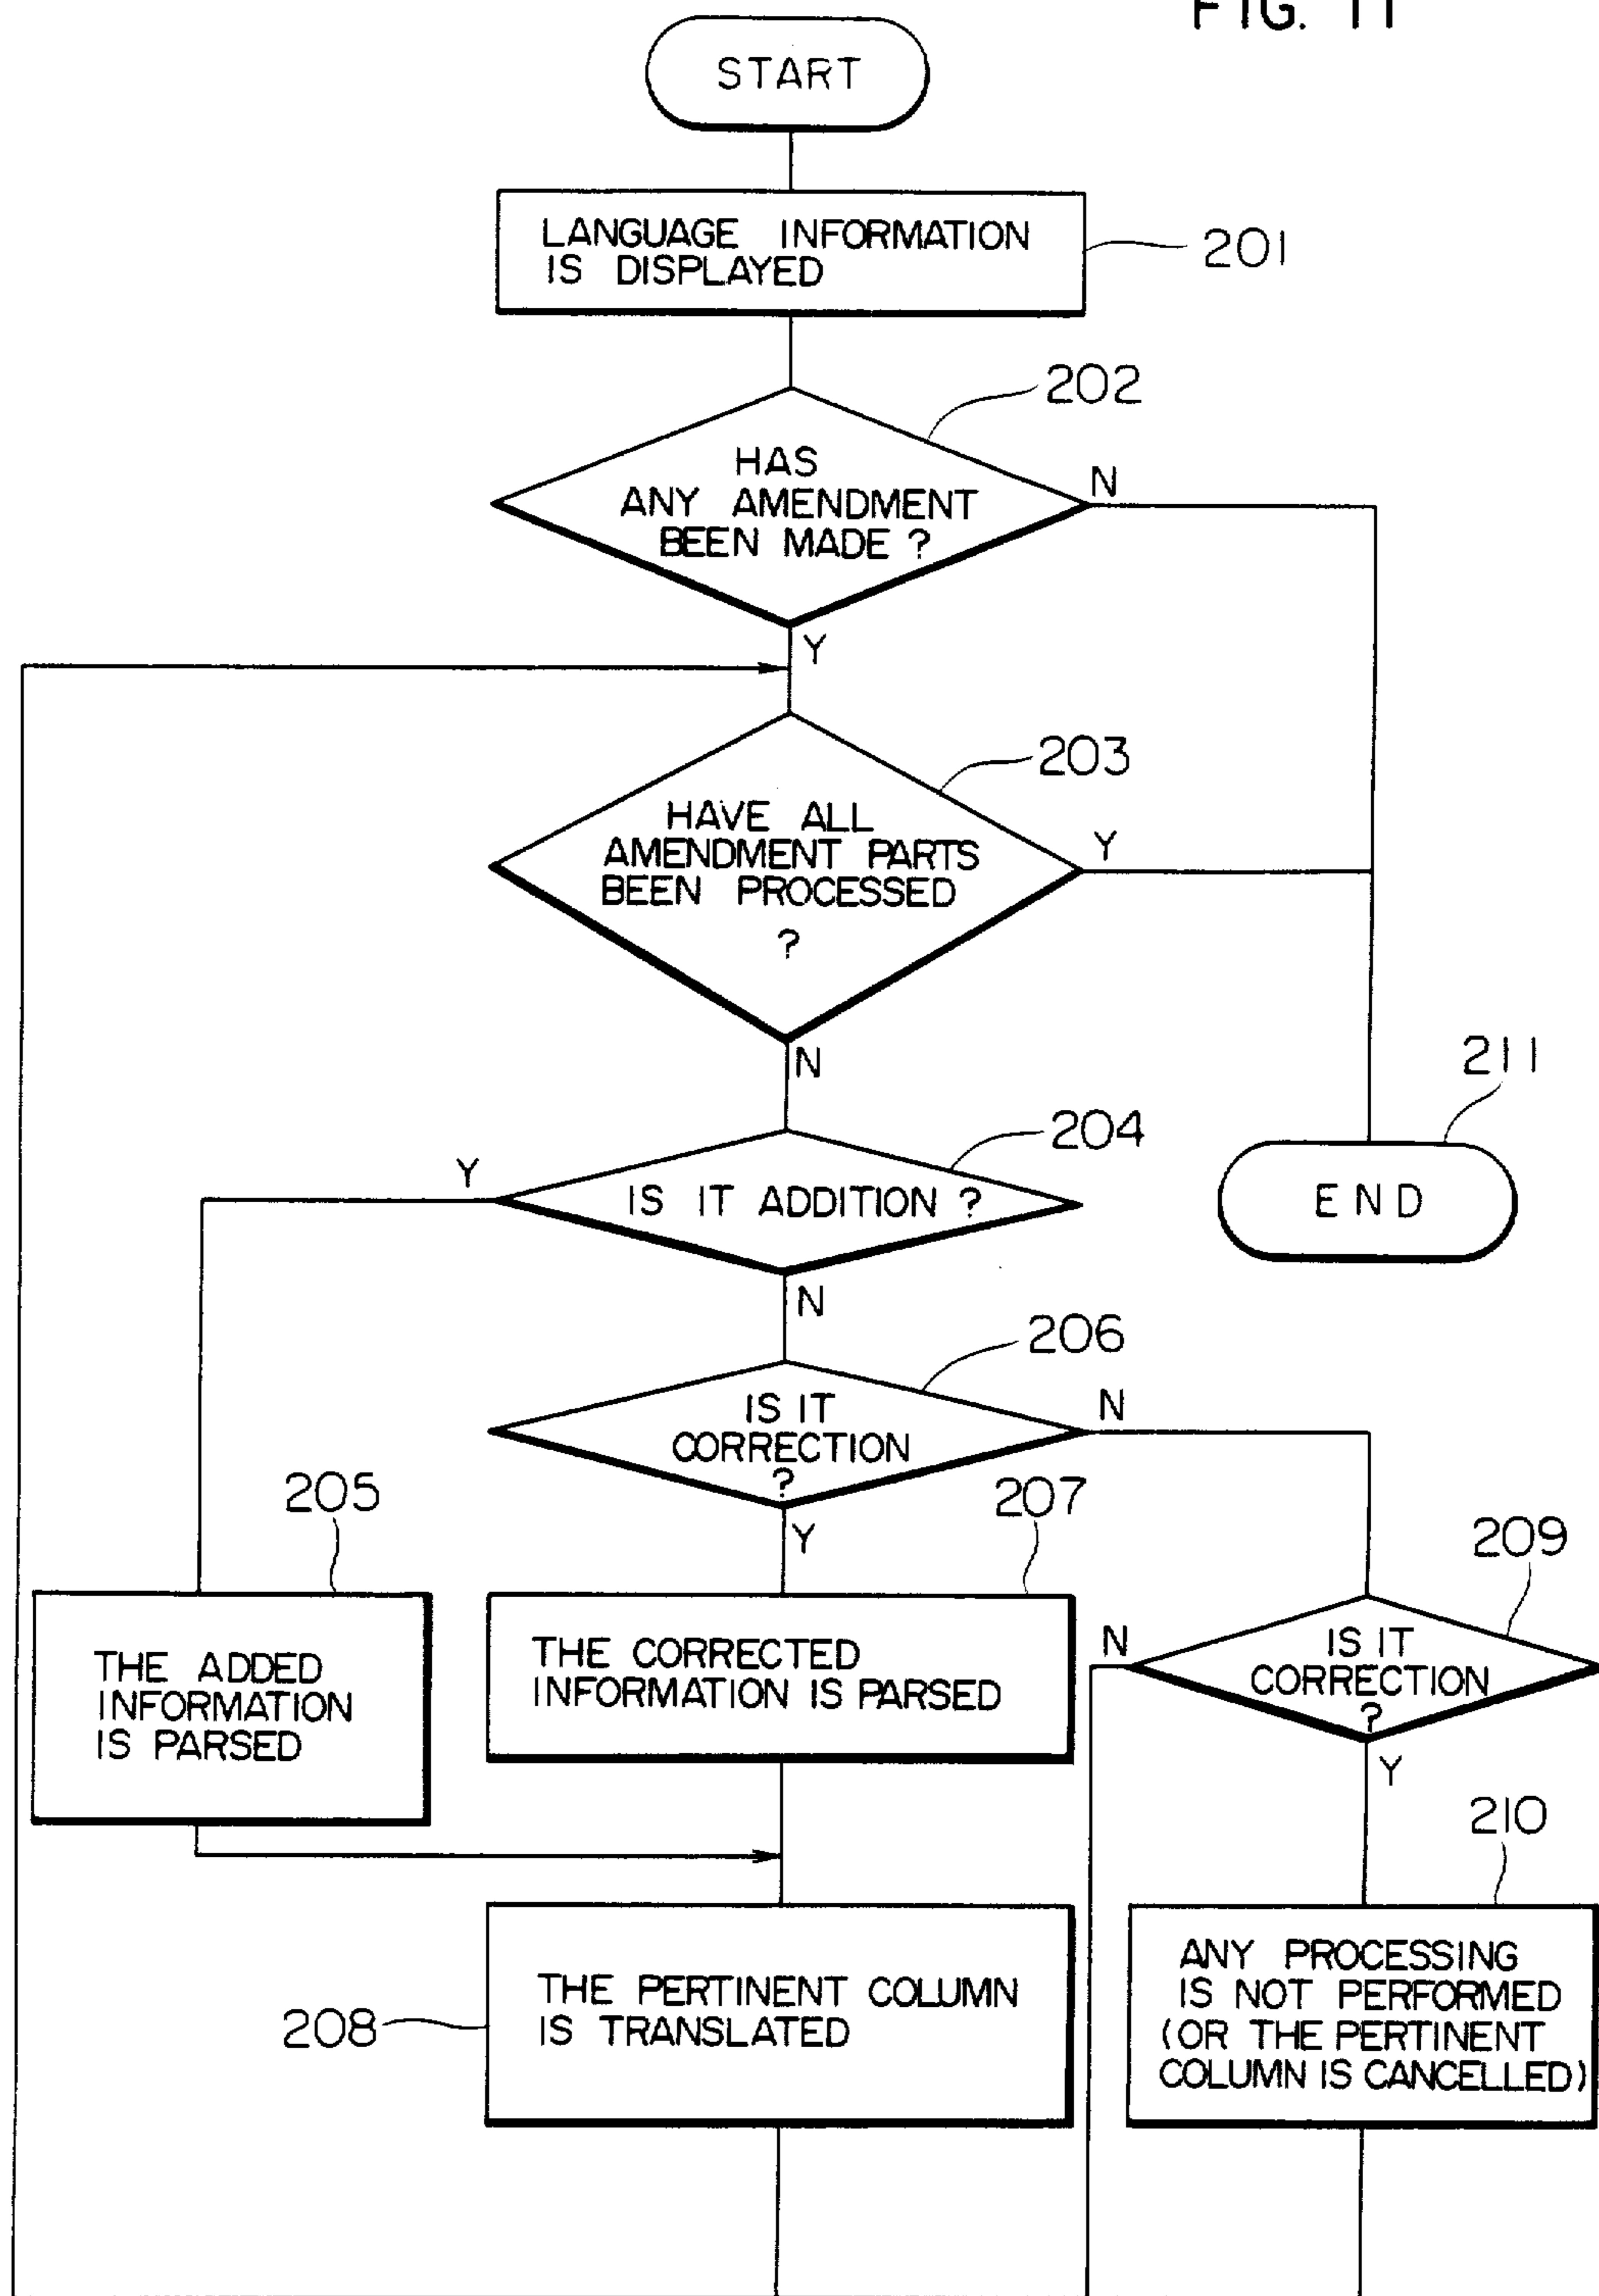 FIG. 11
START
LANGUAGE INFORMATION
IS DISPLAYED
201
202
HAS
ANY AMENDMENT
BEEN MADE ?
N
Y
203
HAVE ALL
AMENDMENT PARTS
BEEN PROCESSED
?
Y
N
211
END
204
Y
IS IT ADDITION ?
N
206
IS IT
CORRECTION
?
N
Y
205
THE ADDED
INFORMATION
IS PARSED
207
THE CORRECTED
INFORMATION IS PARSED
209
N
IS IT
CORRECTION
?
Y
208
THE PERTINENT COLUMN
IS TRANSLATED
210
ANY PROCESSING
IS NOT PERFORMED
(OR THE PERTINENT
COLUMN IS CANCELLED)